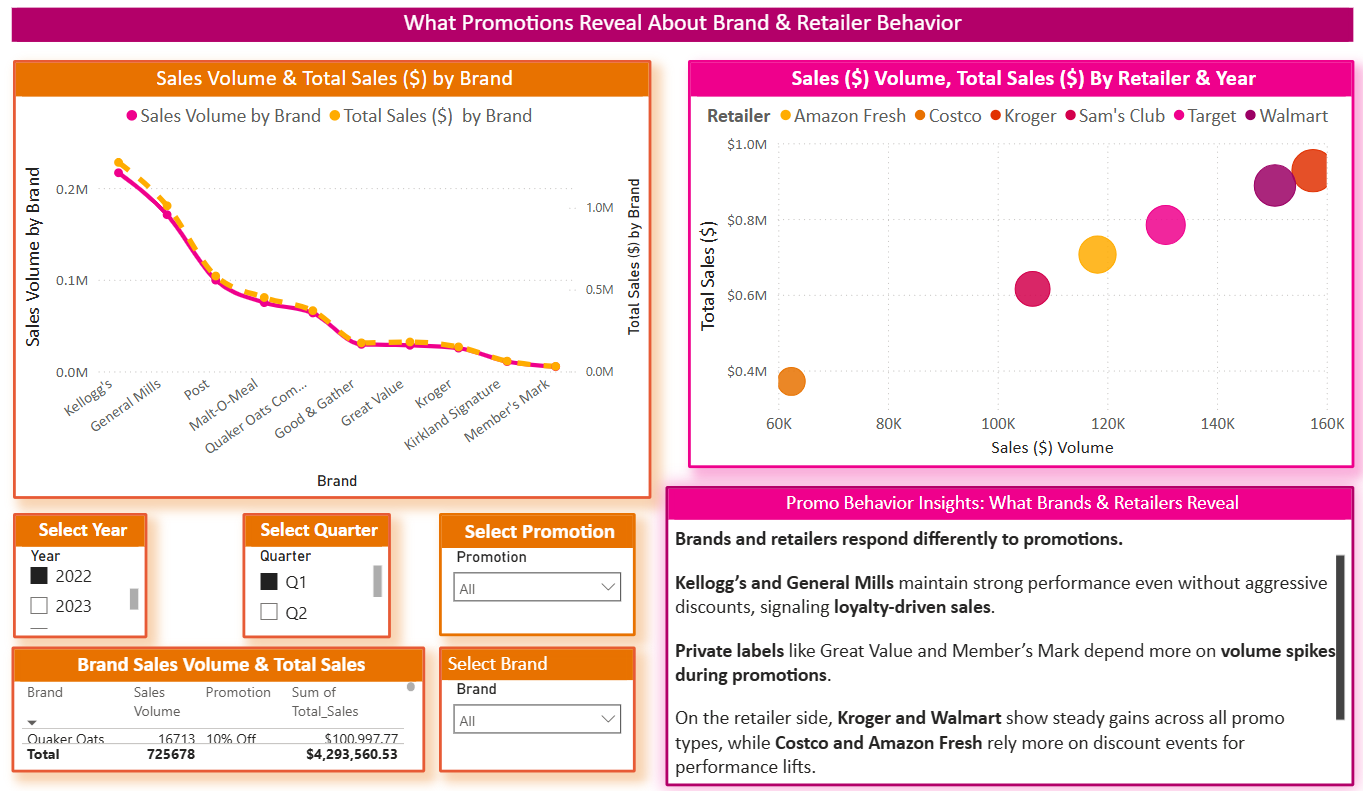 What Promotions Reveal About Brand & Retailer Behavior
Sales Volume & Total Sales ($) by Brand
Sales Volume by Brand Total Sales ($) by Brand
Sales Volume by Brand
0.2M
0.1M
0.0M
1.0M
0.5M
0.0M
Total Sales ($) by Brand
Kellogg's
General Mills
Post
Malt-O-Meal
Quaker Oats Com...
Good & Gather
Great Value
Kroger
Kirkland Signature
Member's Mark
Brand
Sales ($) Volume, Total Sales ($) By Retailer & Year
Retailer Amazon Fresh Costco Kroger Sam's Club Target Walmart
Total Sales ($)
$1.0M
$0.8M
$0.6M
$0.4M
60K 80K 100K 120K 140K 160K
Sales ($) Volume
Select Year
Year
2022
2023
Select Quarter
Quarter
Q1
Q2
Select Promotion
Promotion
All
Brand Sales Volume & Total Sales
Brand Sales Promotion Sum of
Volume Total_Sales
Quaker Oats 16713 10% Off $100,997.77
Total 725678 $4,293,560.53
Select Brand
Brand
All
Promo Behavior Insights: What Brands & Retailers Reveal
Brands and retailers respond differently to promotions.
Kellogg’s and General Mills maintain strong performance even without aggressive
discounts, signaling loyalty-driven sales.
Private labels like Great Value and Member’s Mark depend more on volume spikes
during promotions.
On the retailer side, Kroger and Walmart show steady gains across all promo
types, while Costco and Amazon Fresh rely more on discount events for
performance lifts.